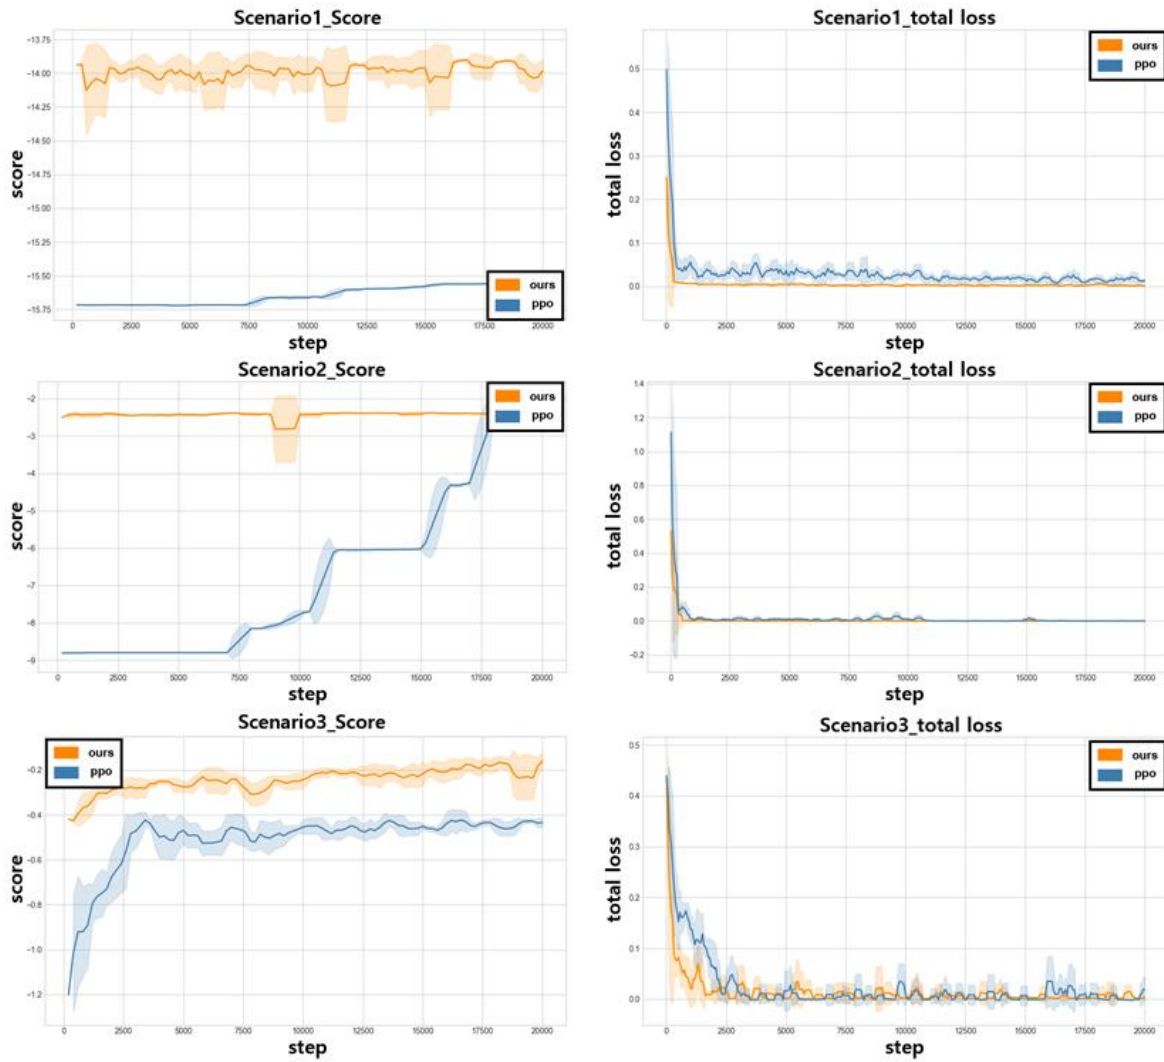 Scenario1_Score
score
−13.75
−14.00
−14.25
−14.50
−14.75
−15.00
−15.25
−15.50
−15.75
ours
ppo
0 2500 5000 7500 10000 12500 15000 17500 20000
step
Scenario1_total loss
total loss
0.5
0.4
0.3
0.2
0.1
0.0
ours
ppo
0 2500 5000 7500 10000 12500 15000 17500 20000
step
Scenario2_Score
score
−2
−3
−4
−5
−6
−7
−8
−9
ours
ppo
0 2500 5000 7500 10000 12500 15000 17500 20000
step
Scenario2_total loss
total loss
1.4
1.2
1.0
0.8
0.6
0.4
0.2
0.0
−0.2
ours
ppo
0 2500 5000 7500 10000 12500 15000 17500 20000
step
Scenario3_Score
score
ours
ppo
−0.2
−0.4
−0.6
−0.8
−1.0
−1.2
0 2500 5000 7500 10000 12500 15000 17500 20000
step
Scenario3_total loss
total loss
0.5
0.4
0.3
0.2
0.1
0.0
ours
ppo
0 2500 5000 7500 10000 12500 15000 17500 20000
step